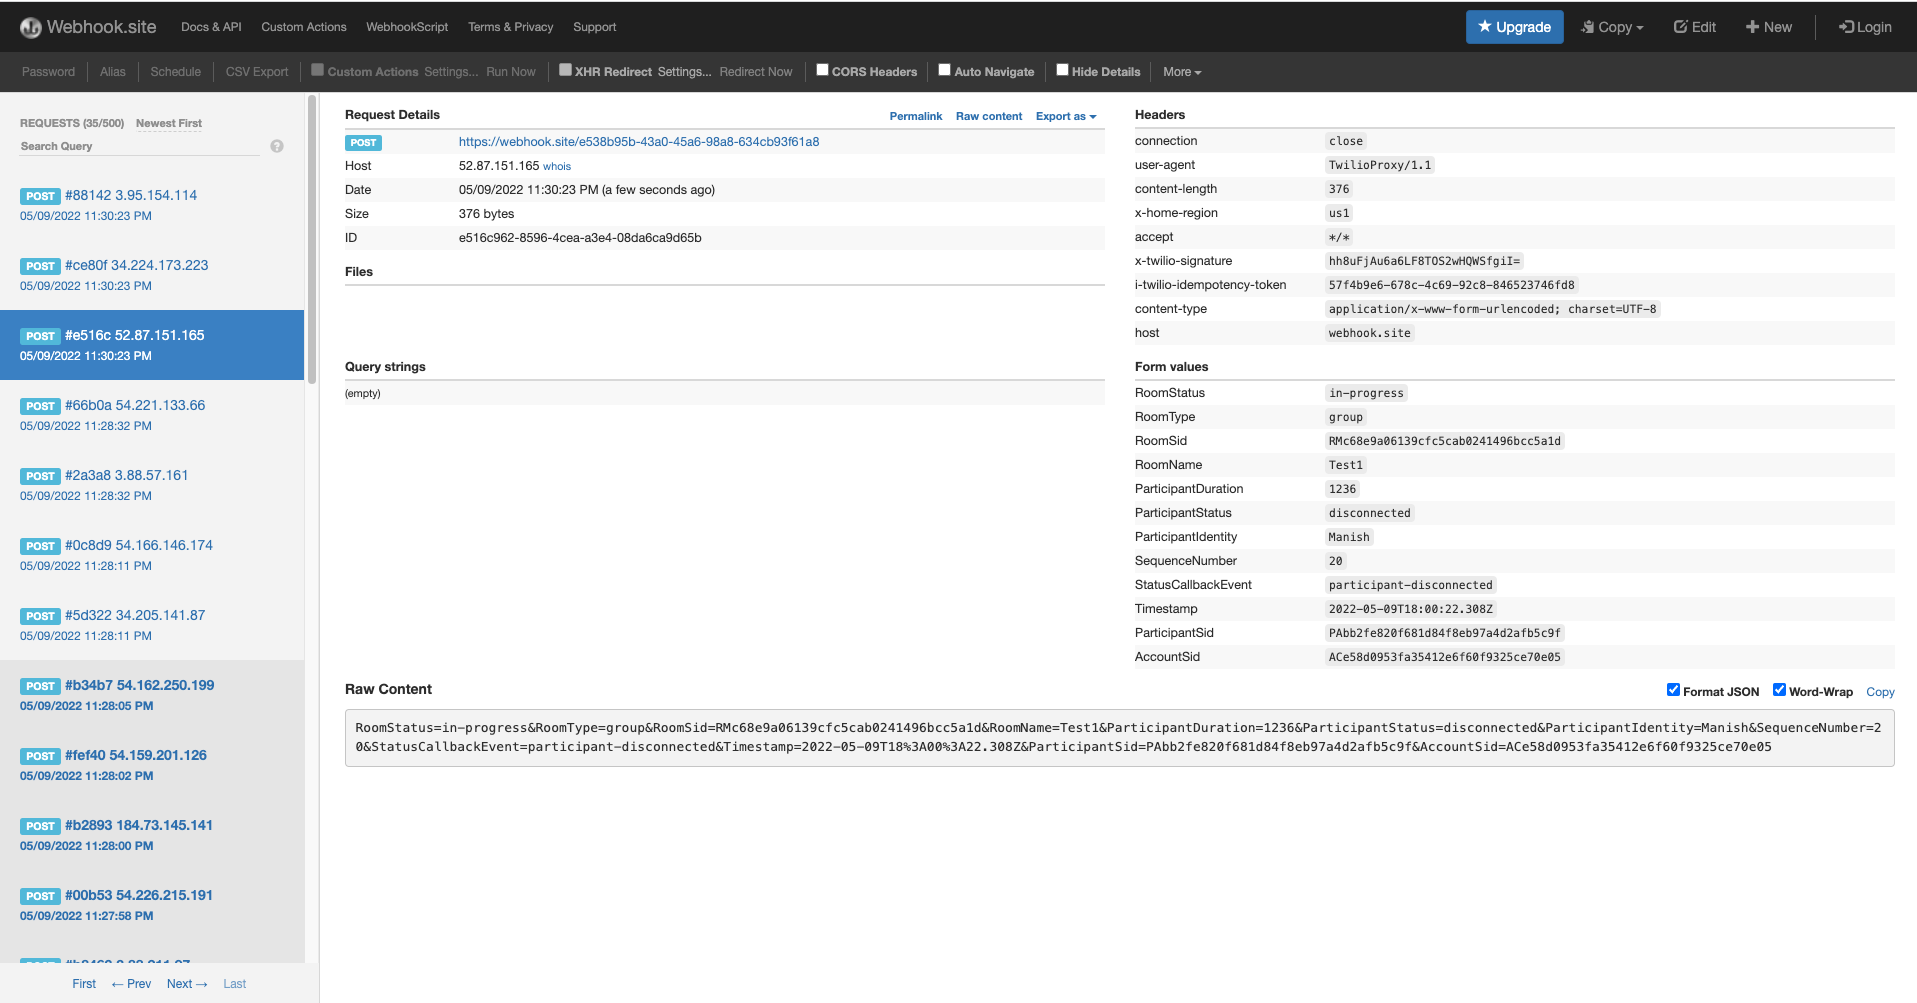 Webhook.site Docs & API Custom Actions WebhookScript Terms & Privacy Support Upgrade Copy Edit New Login
Password Alias Schedule CSV Export Custom Actions Settings... Run Now XHR Redirect Settings... Redirect Now CORS Headers Auto Navigate Hide Details More
REQUESTS (35/500) Newest First
Search Query ?
POST #88142 3.95.154.114
05/09/2022 11:30:23 PM
POST #ce80f 34.224.173.223
05/09/2022 11:30:23 PM
POST #e516c 52.87.151.165
05/09/2022 11:30:23 PM
POST #66b0a 54.221.133.66
05/09/2022 11:28:32 PM
POST #2a3a8 3.88.57.161
05/09/2022 11:28:32 PM
POST #0c8d9 54.166.146.174
05/09/2022 11:28:11 PM
POST #5d322 34.205.141.87
05/09/2022 11:28:11 PM
POST #b34b7 54.162.250.199
05/09/2022 11:28:05 PM
POST #fef40 54.159.201.126
05/09/2022 11:28:02 PM
POST #b2893 184.73.145.141
05/09/2022 11:28:00 PM
POST #00b53 54.226.215.191
05/09/2022 11:27:58 PM
First ← Prev Next → Last
Request Details Permalink Raw content Export as
POST https://webhook.site/e538b95b-43a0-45a6-98a8-634cb93f61a8
Host 52.87.151.165 whois
Date 05/09/2022 11:30:23 PM (a few seconds ago)
Size 376 bytes
ID e516c962-8596-4cea-a3e4-08da6ca9d65b
Files
Headers
connection close
user-agent TwilioProxy/1.1
content-length 376
x-home-region us1
accept */*
x-twilio-signature hh8uFjAu6a6LF8TOS2wHQWSfgiI=
i-twilio-idempotency-token 57f4b9e6-678c-4c69-92c8-846523746fd8
content-type application/x-www-form-urlencoded; charset=UTF-8
host webhook.site
Query strings
(empty)
Form values
RoomStatus in-progress
RoomType group
RoomSid RMc68e9a06139cfc5cab0241496bcc5a1d
RoomName Test1
ParticipantDuration 1236
ParticipantStatus disconnected
ParticipantIdentity Manish
SequenceNumber 20
StatusCallbackEvent participant-disconnected
Timestamp 2022-05-09T18:00:22.308Z
ParticipantSid PAbb2fe820f681d84f8eb97a4d2afb5c9f
AccountSid ACe58d0953fa35412e6f60f9325ce70e05
Raw Content Format JSON Word-Wrap Copy
RoomStatus=in-progress&RoomType=group&RoomSid=RMc68e9a06139cfc5cab0241496bcc5a1d&RoomName=Test1&ParticipantDuration=1236&ParticipantStatus=disconnected&ParticipantIdentity=Manish&SequenceNumber=2
0&StatusCallbackEvent=participant-disconnected&Timestamp=2022-05-09T18%3A00%3A22.308Z&ParticipantSid=PAbb2fe820f681d84f8eb97a4d2afb5c9f&AccountSid=ACe58d0953fa35412e6f60f9325ce70e05